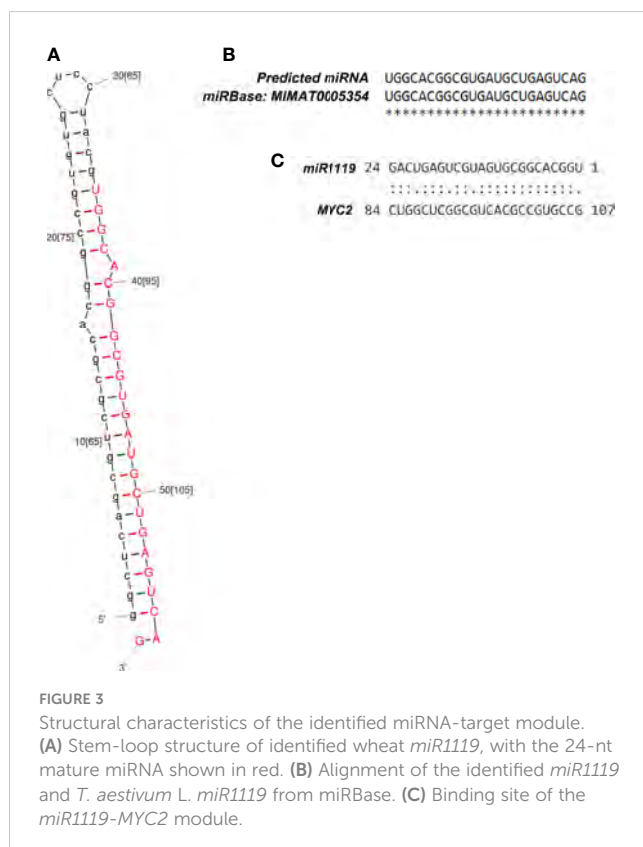 A
20[75]
40[95]
10[65]
50[105]
5'
3'
U G G C A C G G C G U G A U G C U G A G U C A G
B
Predicted miRNA UGGCACGGCGUGAUGCUGAGUCAG
miRBase: MIMAT0005354 UGGCACGGCGUGAUGCUGAGUCAG
************************
C
miR1119 24 GACUGAGUCGUAGUGCGGCACGGU 1
:::.:::.::.::::::::::::.
MYC2 84 CUGGCUCGGCGUCACGCCGUGCCG 107
FIGURE 3
Structural characteristics of the identified miRNA-target module.
(A) Stem-loop structure of identified wheat miR1119, with the 24-nt
mature miRNA shown in red. (B) Alignment of the identified miR1119
and T. aestivum L. miR1119 from miRBase. (C) Binding site of the
miR1119-MYC2 module.